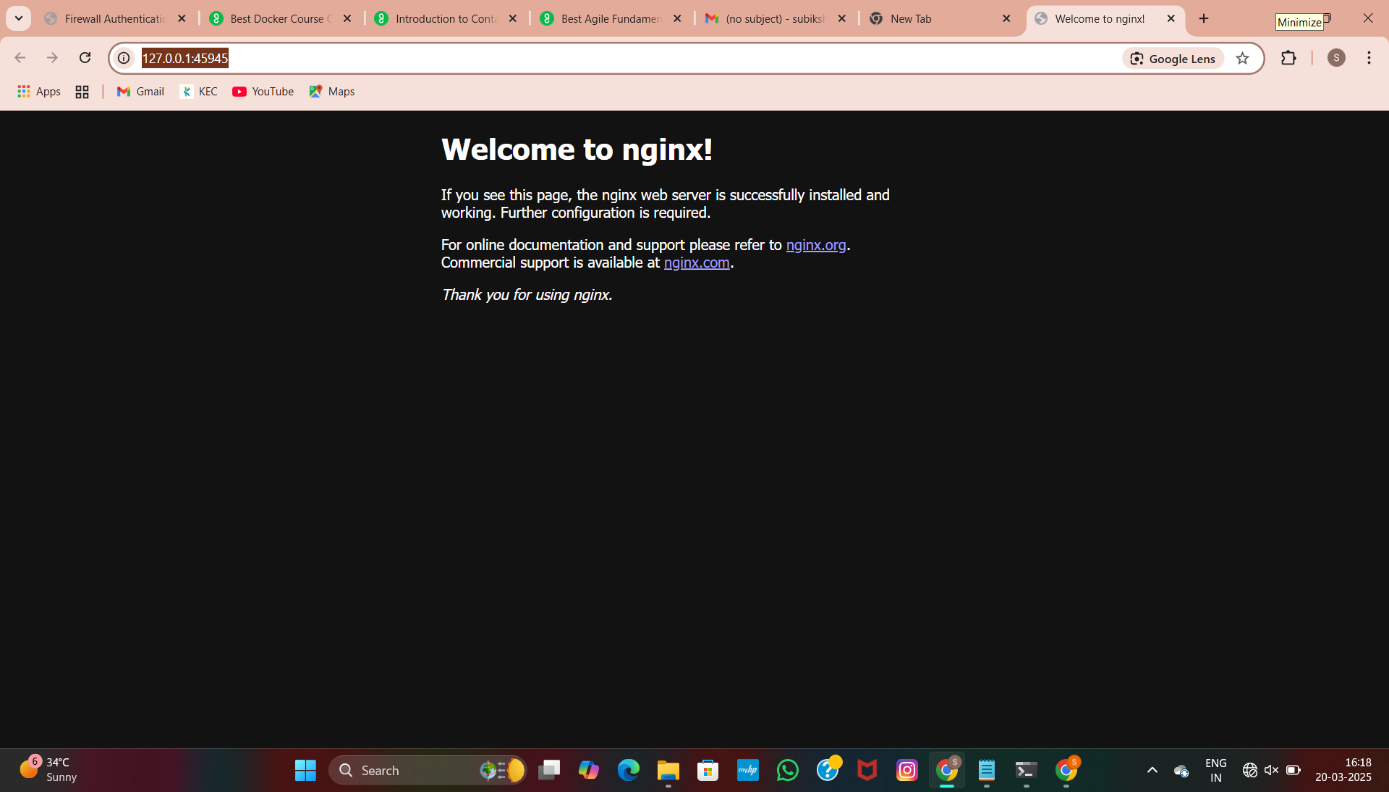 Firewall Authenticatic
Best Docker Course C
Introduction to Conta
Best Agile Fundamen
(no subject) - subiksh
New Tab
Welcome to nginx!
Minimize
127.0.0.1:45945
Google Lens
S
Apps
Gmail
KEC
YouTube
Maps
Welcome to nginx!
If you see this page, the nginx web server is successfully installed and
working. Further configuration is required.
For online documentation and support please refer to nginx.org.
Commercial support is available at nginx.com.
Thank you for using nginx.
6
34°C
Sunny
Search
myhp
S
S
ENG
IN
16:18
20-03-2025